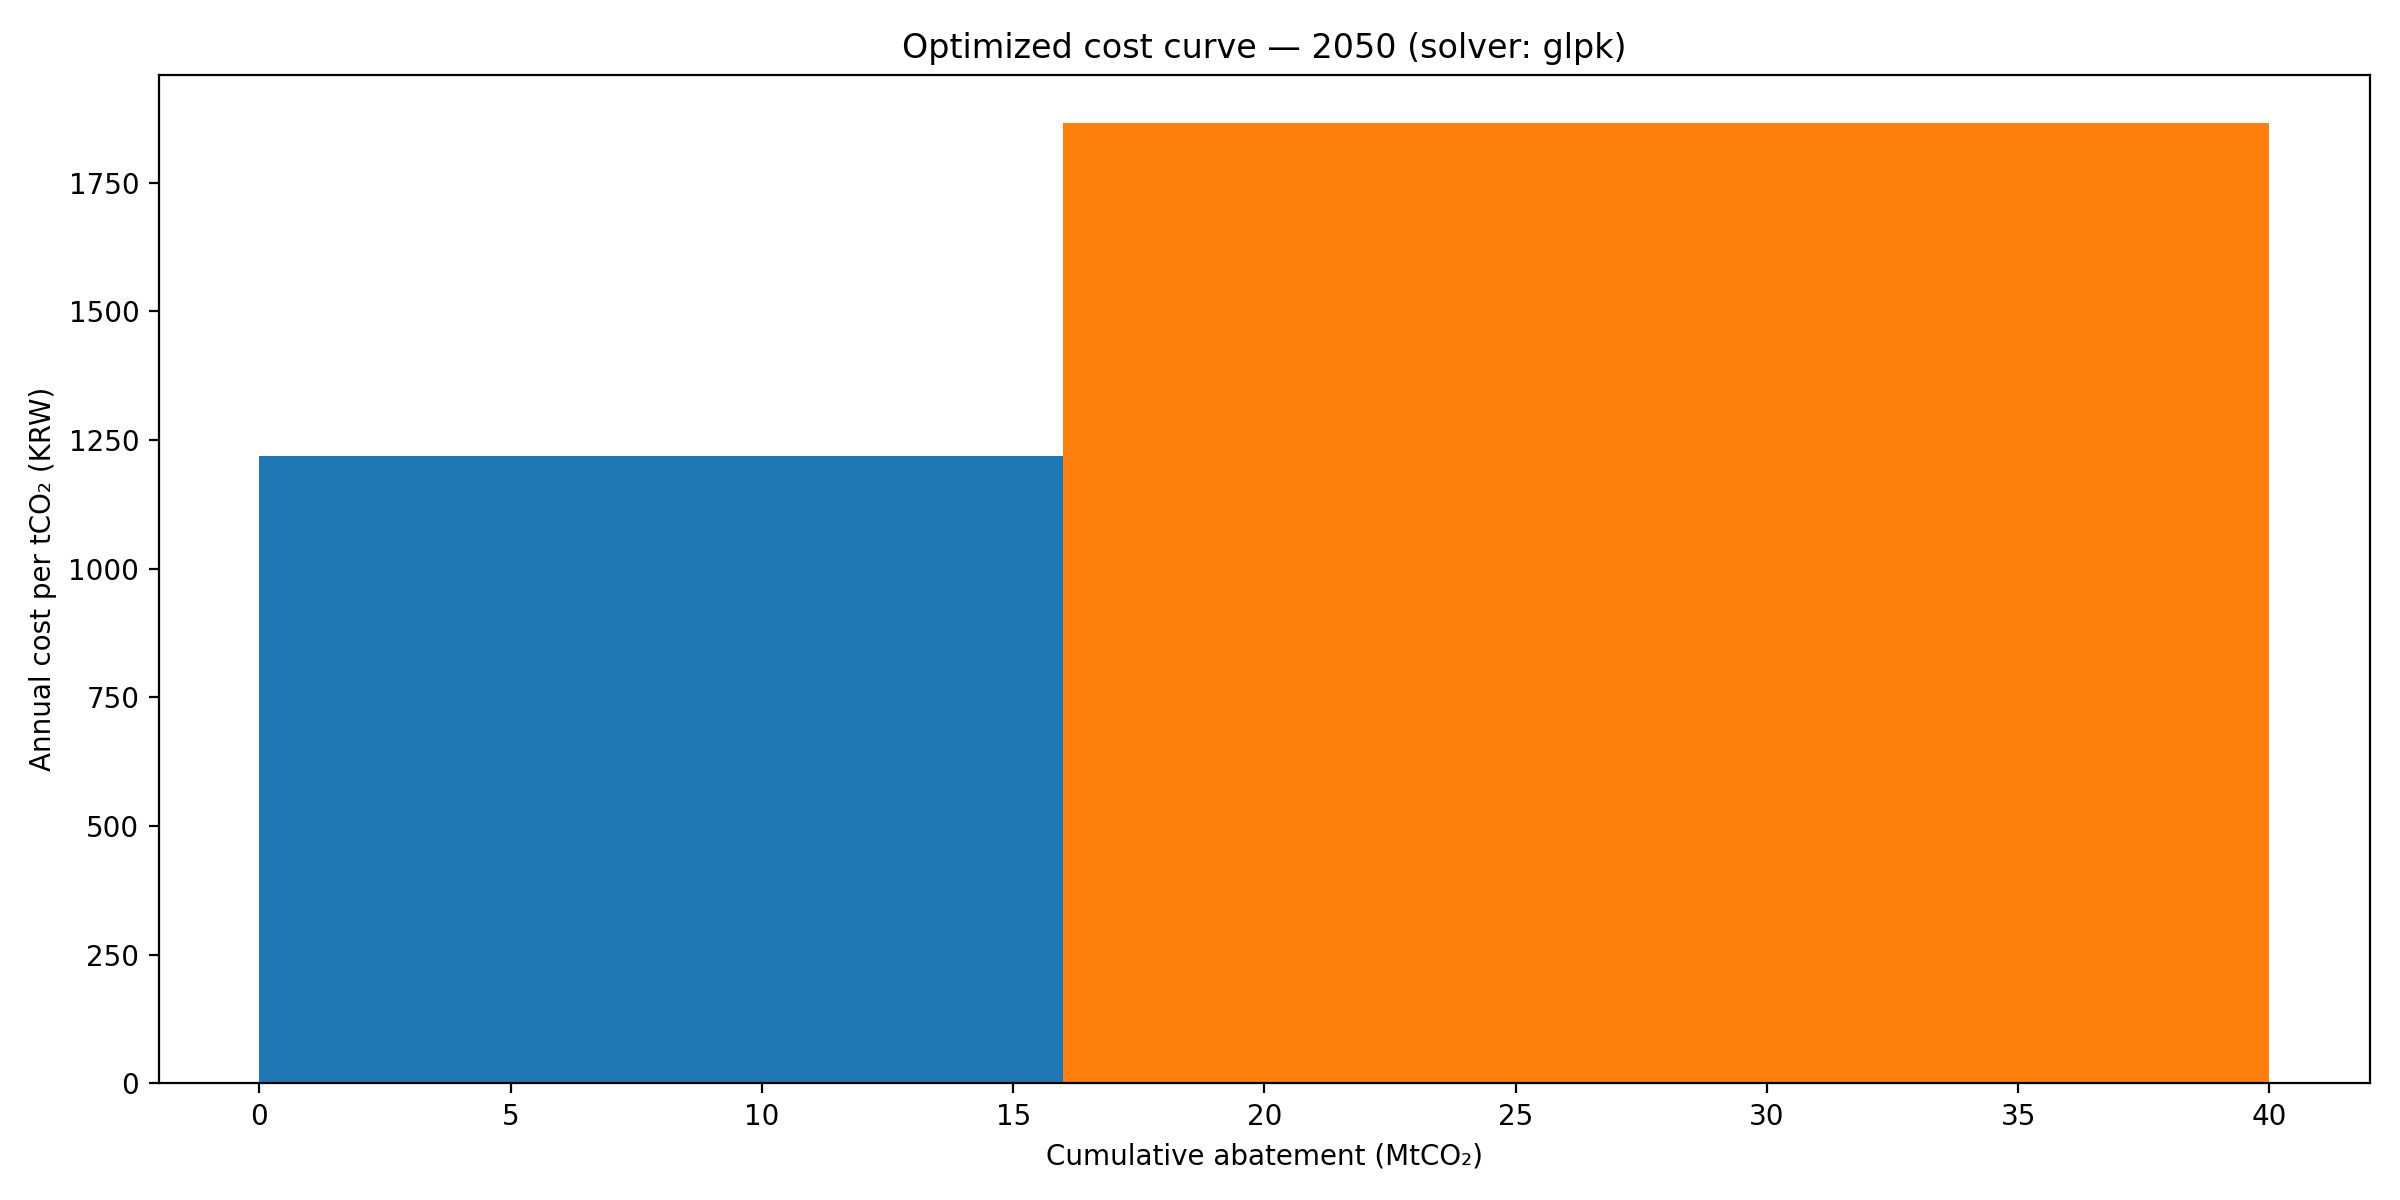 Optimized cost curve — 2050 (solver: glpk)
Annual cost per tCO₂ (KRW)
1750
1500
1250
1000
750
500
250
0
0 5 10 15 20 25 30 35 40
Cumulative abatement (MtCO₂)